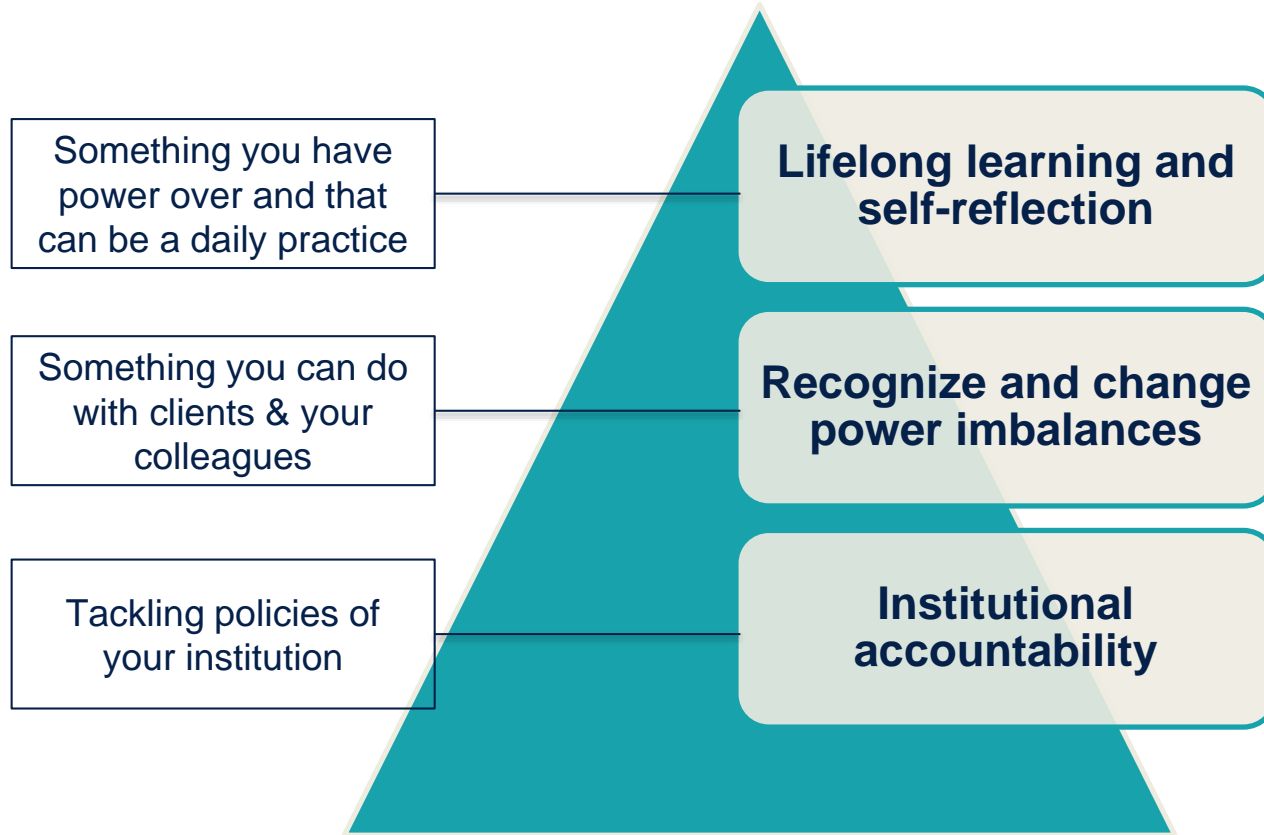 Something you have
power over and that
can be a daily practice
Lifelong learning and
self-reflection
Something you can do
with clients & your
colleagues
Recognize and change
power imbalances
Tackling policies of
your institution
Institutional
accountability